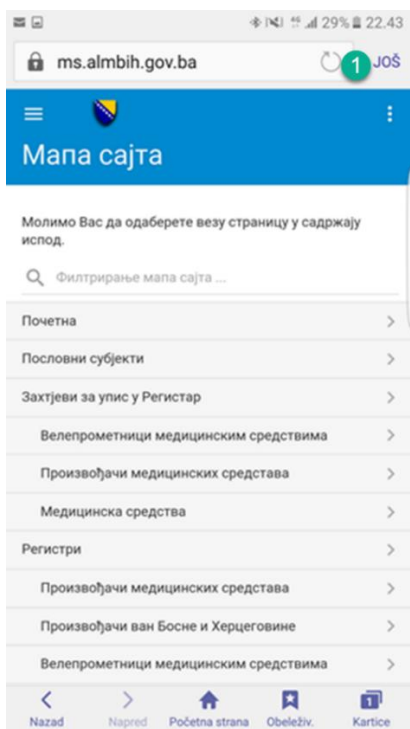 29% 22.43
ms.almbih.gov.ba
1
JOŠ
Мапа сајта
Молимо Вас да одаберете везу страницу у садржају
испод.
Филтрирање мапа сајта ...
Почетна
Пословни субјекти
Захтјеви за упис у Регистар
Велепрометници медицинским средствима
Произвођачи медицинских средстава
Медицинска средства
Регистри
Произвођачи медицинских средстава
Произвођачи ван Босне и Херцеговине
Велепрометници медицинским средствима
1
Nazad Napred Početna strana Obeleživ. Kartice